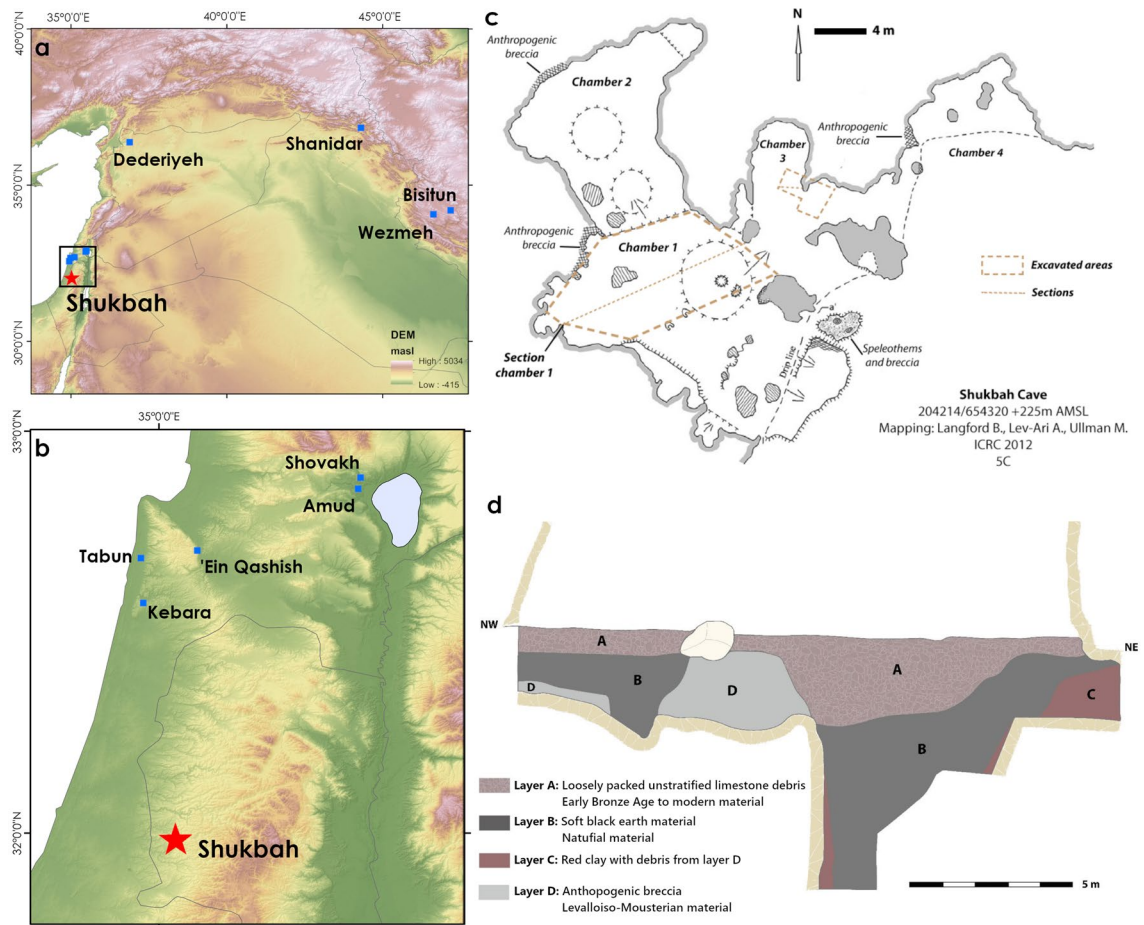 35°0'0"E
40°0'0"E
45°0'0"E
40°0'0"N
a
Dederiyeh
Shanidar
35°0'0"N
Bisitun
Wezmeh
Shukbah
30°0'0"N
DEM
masl
High : 5034
Low : -415
35°0'0"E
33°0'0"N
b
Shovakh
Amud
Tabun
'Ein Qashish
Kebara
32°0'0"N
Shukbah
c
N
4 m
Anthropogenic
breccia
Chamber 2
Chamber
3
Anthropogenic
breccia
Chamber 4
Anthropogenic
breccia
Chamber 1
Excavated areas
Sections
a'
Section
chamber 1
Drip line
Speleothems
and breccia
Shukbah Cave
204214/654320 +225m AMSL
Mapping: Langford B., Lev-Ari A., Ullman M.
ICRC 2012
5C
d
NW
NE
A
A
B
D
D
C
B
Layer A: Loosely packed unstratified limestone debris
Early Bronze Age to modern material
Layer B: Soft black earth material
Natufial material
Layer C: Red clay with debris from layer D
Layer D: Anthopogenic breccia
Levalloiso-Mousterian material
5 m